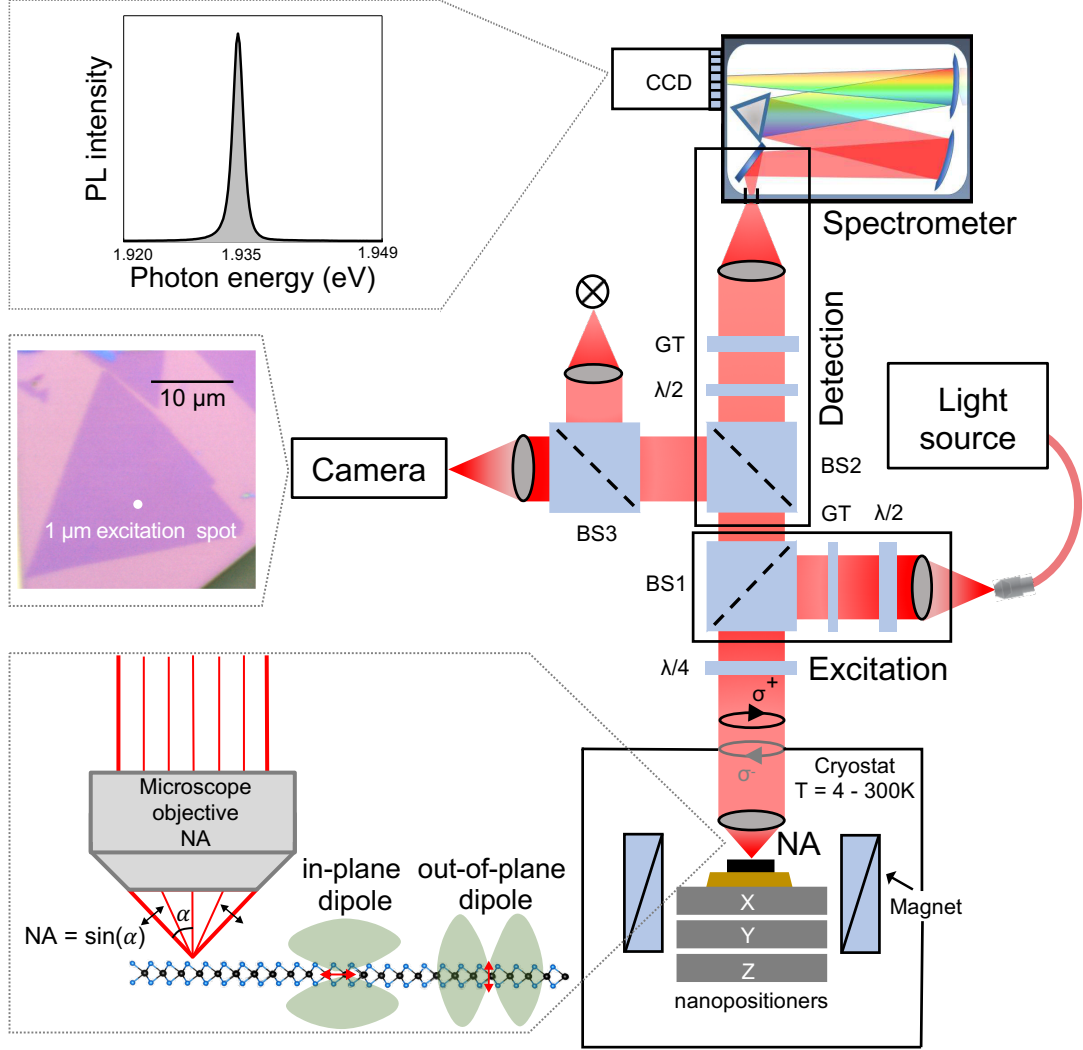 PL intensity
1.920
1.935
1.949
Photon energy (eV)
CCD
Spectrometer
Detection
GT
λ/2
BS2
Light
source
10 µm
1 µm excitation spot
Camera
BS3
GT
λ/2
BS1
Excitation
λ/4
σ+
σ-
Cryostat
T = 4 - 300K
NA
Magnet
X
Y
Z
nanopositioners
Microscope
objective
NA
α
NA = sin(α)
in-plane
dipole
out-of-plane
dipole